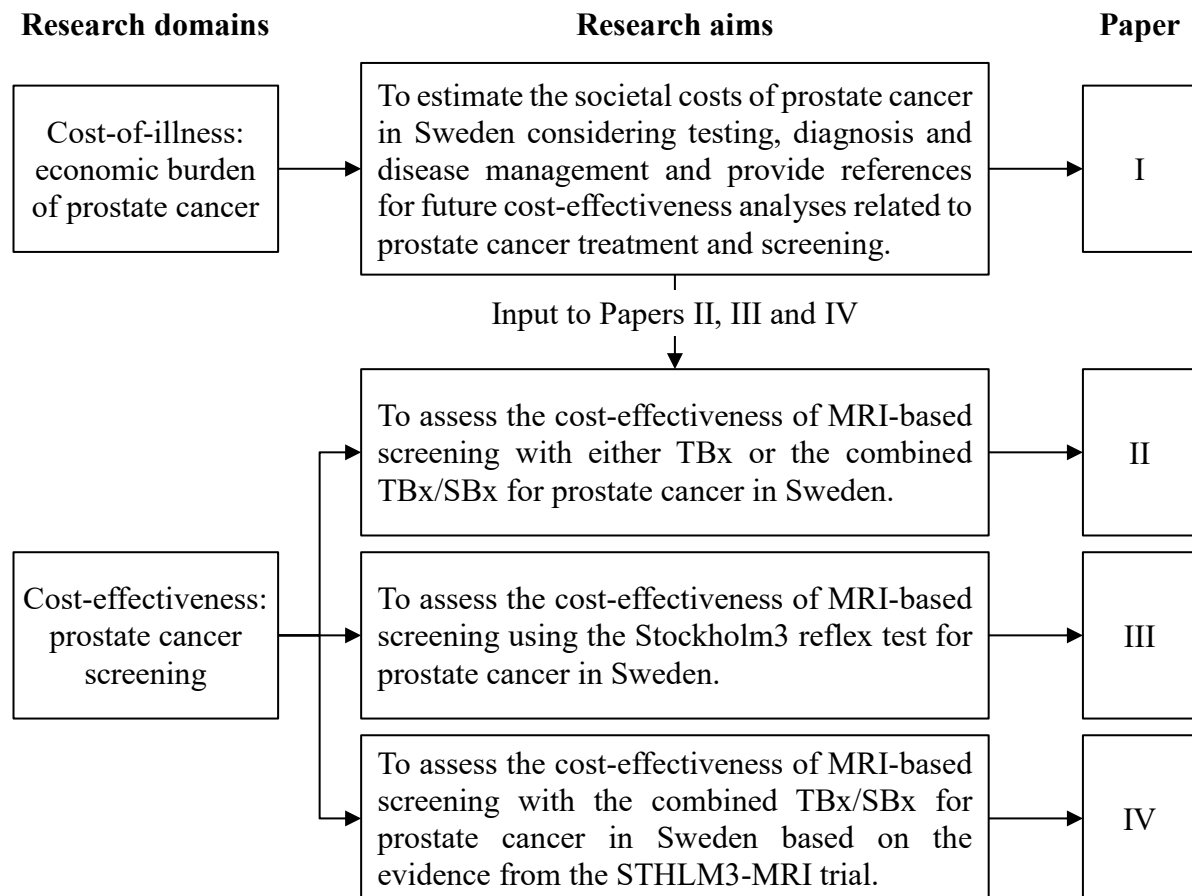 Research domains
Research aims
Paper
Cost-of-illness:
economic burden
of prostate cancer
To estimate the societal costs of prostate cancer
in Sweden considering testing, diagnosis and
disease management and provide references
for future cost-effectiveness analyses related to
prostate cancer treatment and screening.
I
Input to Papers II, III and IV
Cost-effectiveness:
prostate cancer
screening
To assess the cost-effectiveness of MRI-based
screening with either TBx or the combined
TBx/SBx for prostate cancer in Sweden.
II
To assess the cost-effectiveness of MRI-based
screening using the Stockholm3 reflex test for
prostate cancer in Sweden.
III
To assess the cost-effectiveness of MRI-based
screening with the combined TBx/SBx for
prostate cancer in Sweden based on the
evidence from the STHLM3-MRI trial.
IV